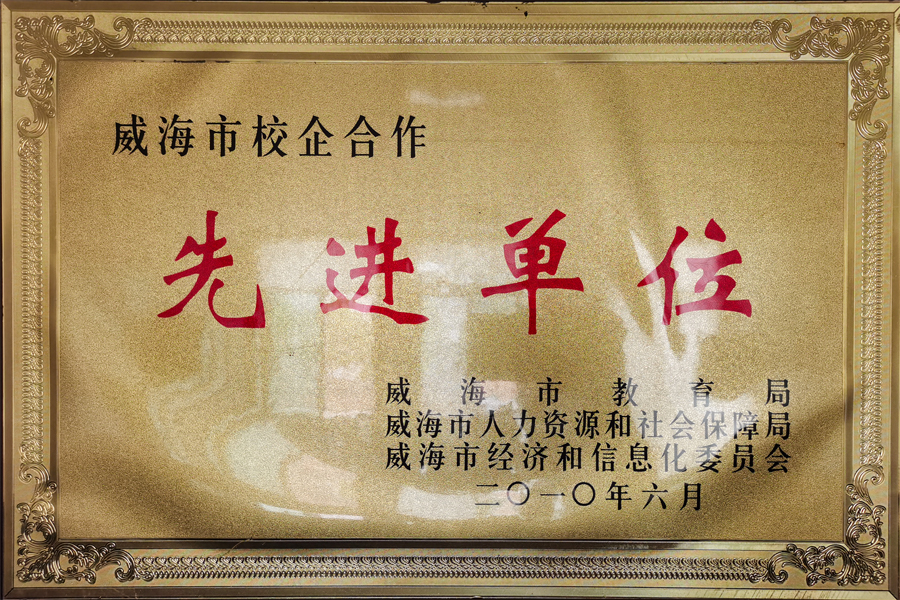 威海市校企合作
先进单位
威海市教育局
威海市人力资源和社会保障局
威海市经济和信息化委员会
二〇一〇年六月